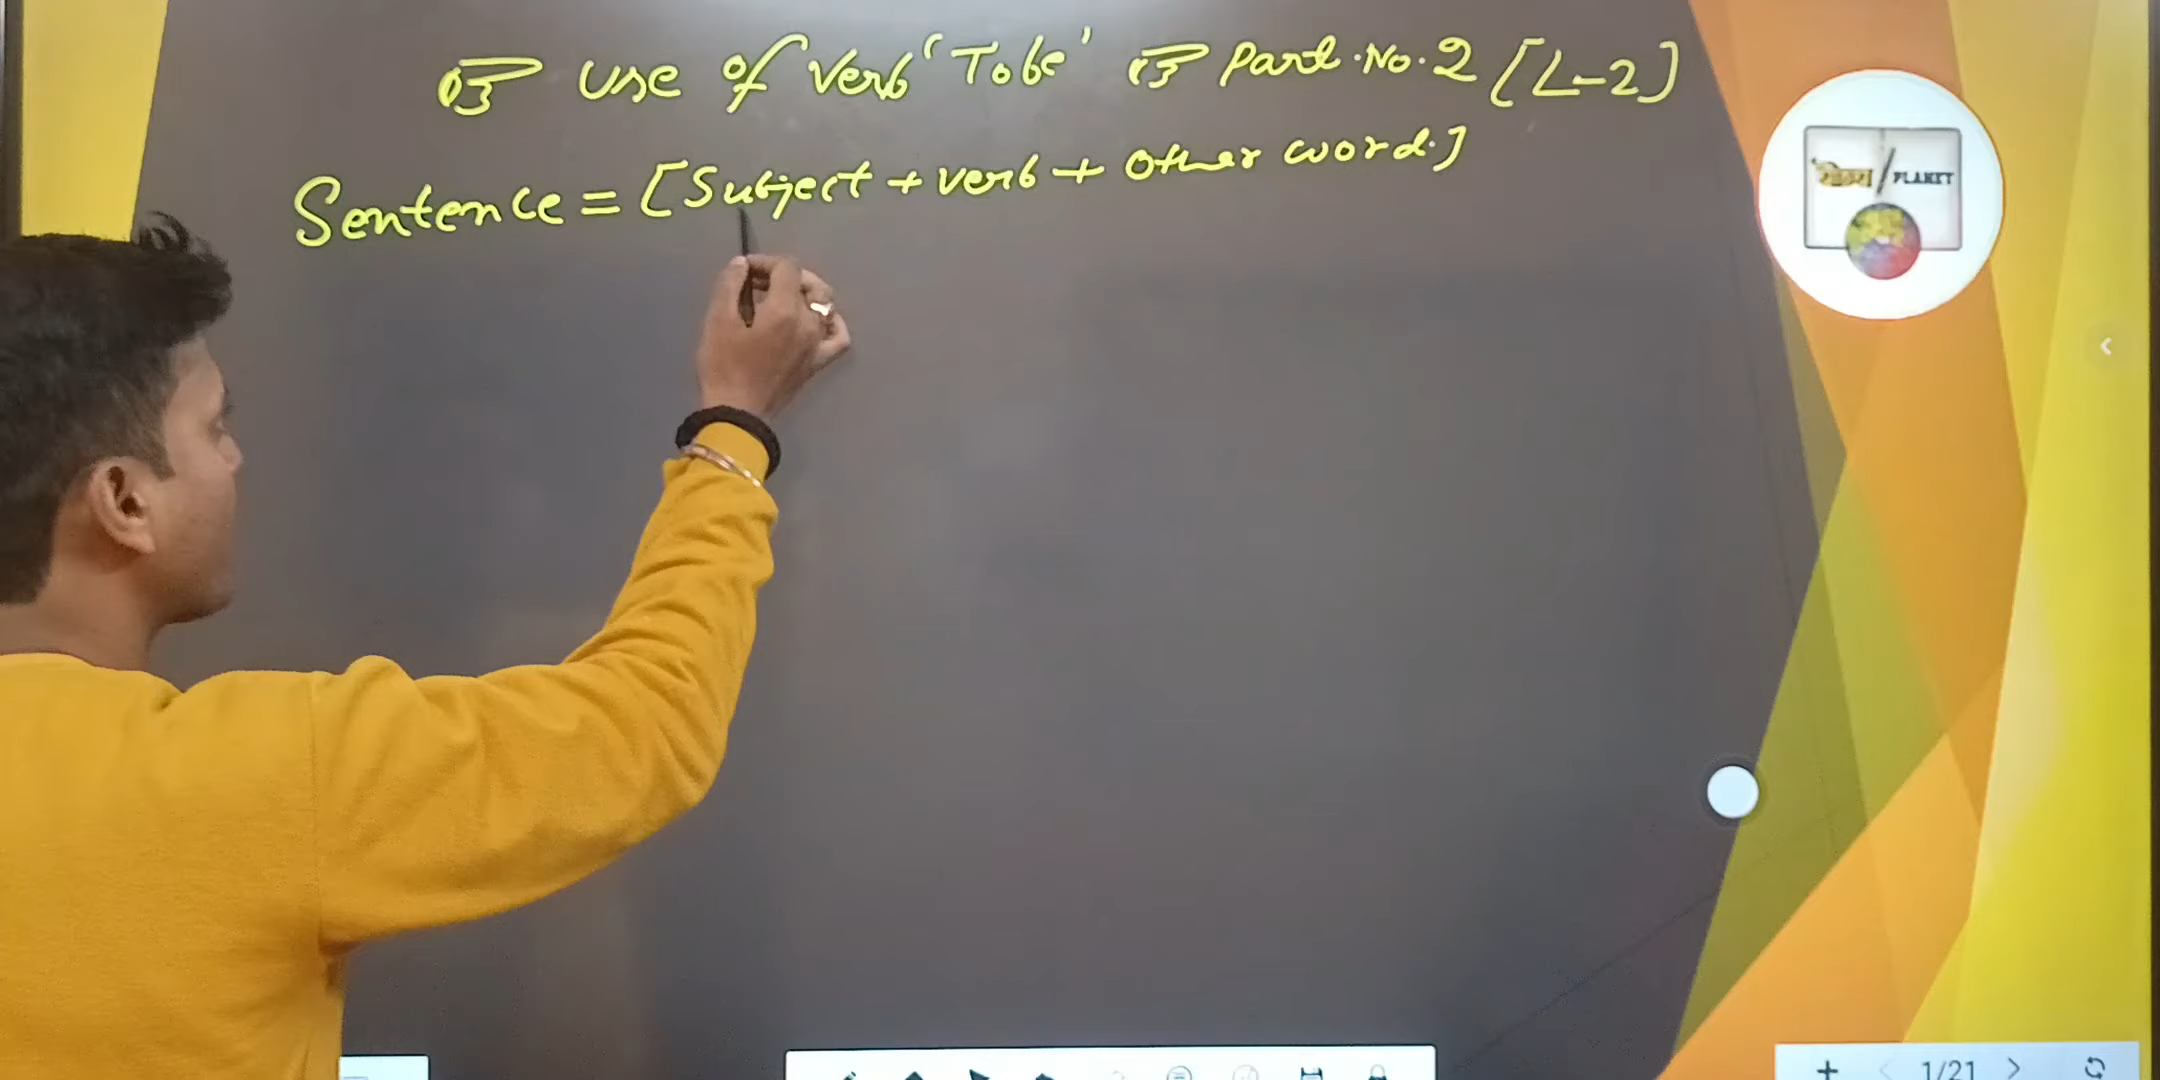 Use of Verb 'To be' Part.No.2 [L-2]
Sentence = [Subject + verb + Other word.]
PLANET
1/21